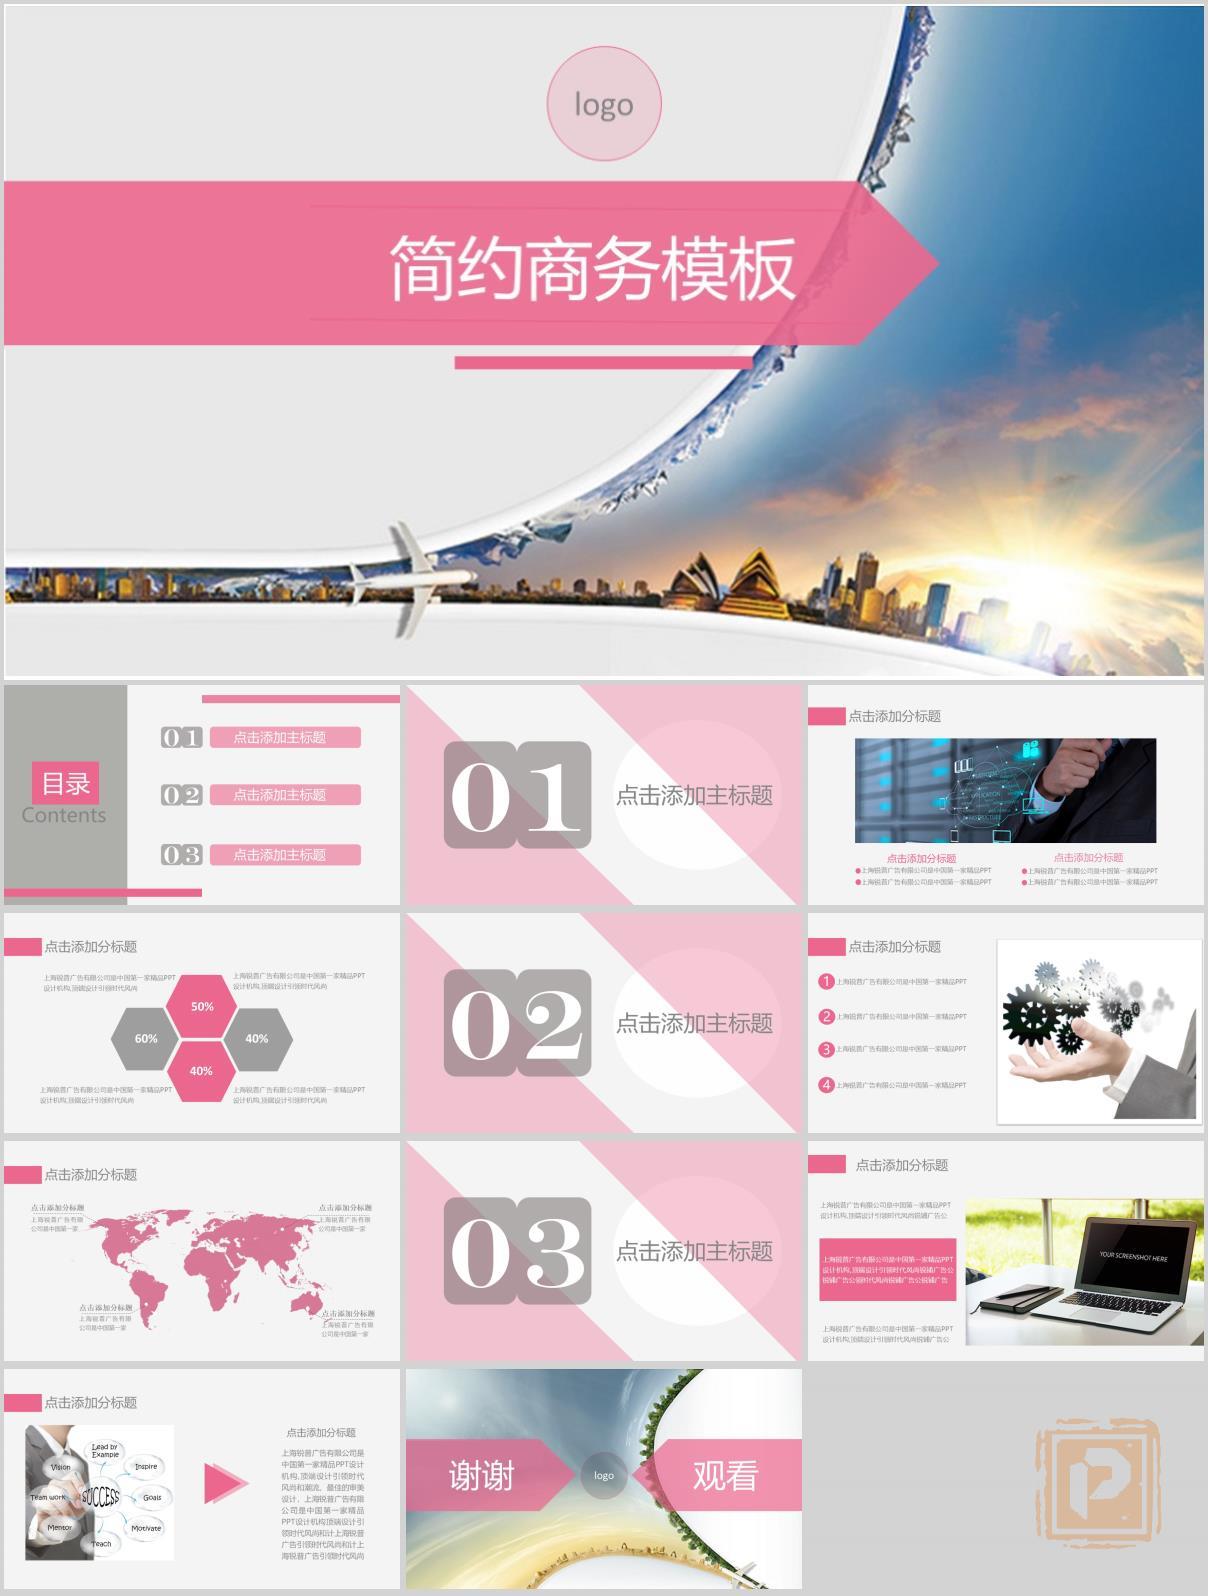 logo
简约商务模板
目录
Contents
01
点击添加主标题
02
点击添加主标题
03
点击添加主标题
01
点击添加主标题
点击添加分标题
点击添加分标题
●上海锐普广告有限公司是中国第一家精品PPT
●上海锐普广告有限公司是中国第一家精品PPT
点击添加分标题
●上海锐普广告有限公司是中国第一家精品PPT
●上海锐普广告有限公司是中国第一家精品PPT
点击添加分标题
上海锐普广告有限公司是中国第一家精品PPT
设计机构,顶端设计引领时代风尚
上海锐普广告有限公司是中国第一家精品PPT
设计机构,顶端设计引领时代风尚
50%
60%
40%
40%
上海锐普广告有限公司是中国第一家精品PPT
设计机构,顶端设计引领时代风尚
上海锐普广告有限公司是中国第一家精品PPT
设计机构,顶端设计引领时代风尚
02
点击添加主标题
点击添加分标题
1 上海锐普广告有限公司是中国第一家精品PPT
2 上海锐普广告有限公司是中国第一家精品PPT
3 上海锐普广告有限公司是中国第一家精品PPT
4 上海锐普广告有限公司是中国第一家精品PPT
点击添加分标题
点击添加分标题
上海锐普广告有限
公司是中国第一家
点击添加分标题
上海锐普广告有限
公司是中国第一家
点击添加分标题
上海锐普广告有限
公司是中国第一家
点击添加分标题
上海锐普广告有限
公司是中国第一家
03
点击添加主标题
点击添加分标题
上海锐普广告有限公司是中国第一家精品PPT
设计机构,顶端设计引领时代风尚锐铺广告公
上海锐普广告有限公司是中国第一家精品PPT
设计机构,顶端设计引领时代风尚锐铺广告公
锐铺广告公领时代风尚锐铺广告公锐铺广告
上海锐普广告有限公司是中国第一家精品PPT
设计机构,顶端设计引领时代风尚锐铺广告公
YOUR SCREENSHOT HERE
点击添加分标题
Lead by
Example
Vision
Inspire
Team work
SUCCESS
Goals
Mentor
Motivate
Teach
点击添加分标题
上海锐普广告有限公司是
中国第一家精品PPT设计
机构,顶端设计引领时代
风尚和潮流，最佳的审美
设计，上海锐普广告有限
公司是中国第一家精品
PPT设计机构顶端设计引
领时代风尚和计上海锐普
广告引领时代风尚和计上
海锐普广告引领时代风尚
谢谢
logo
观看
P